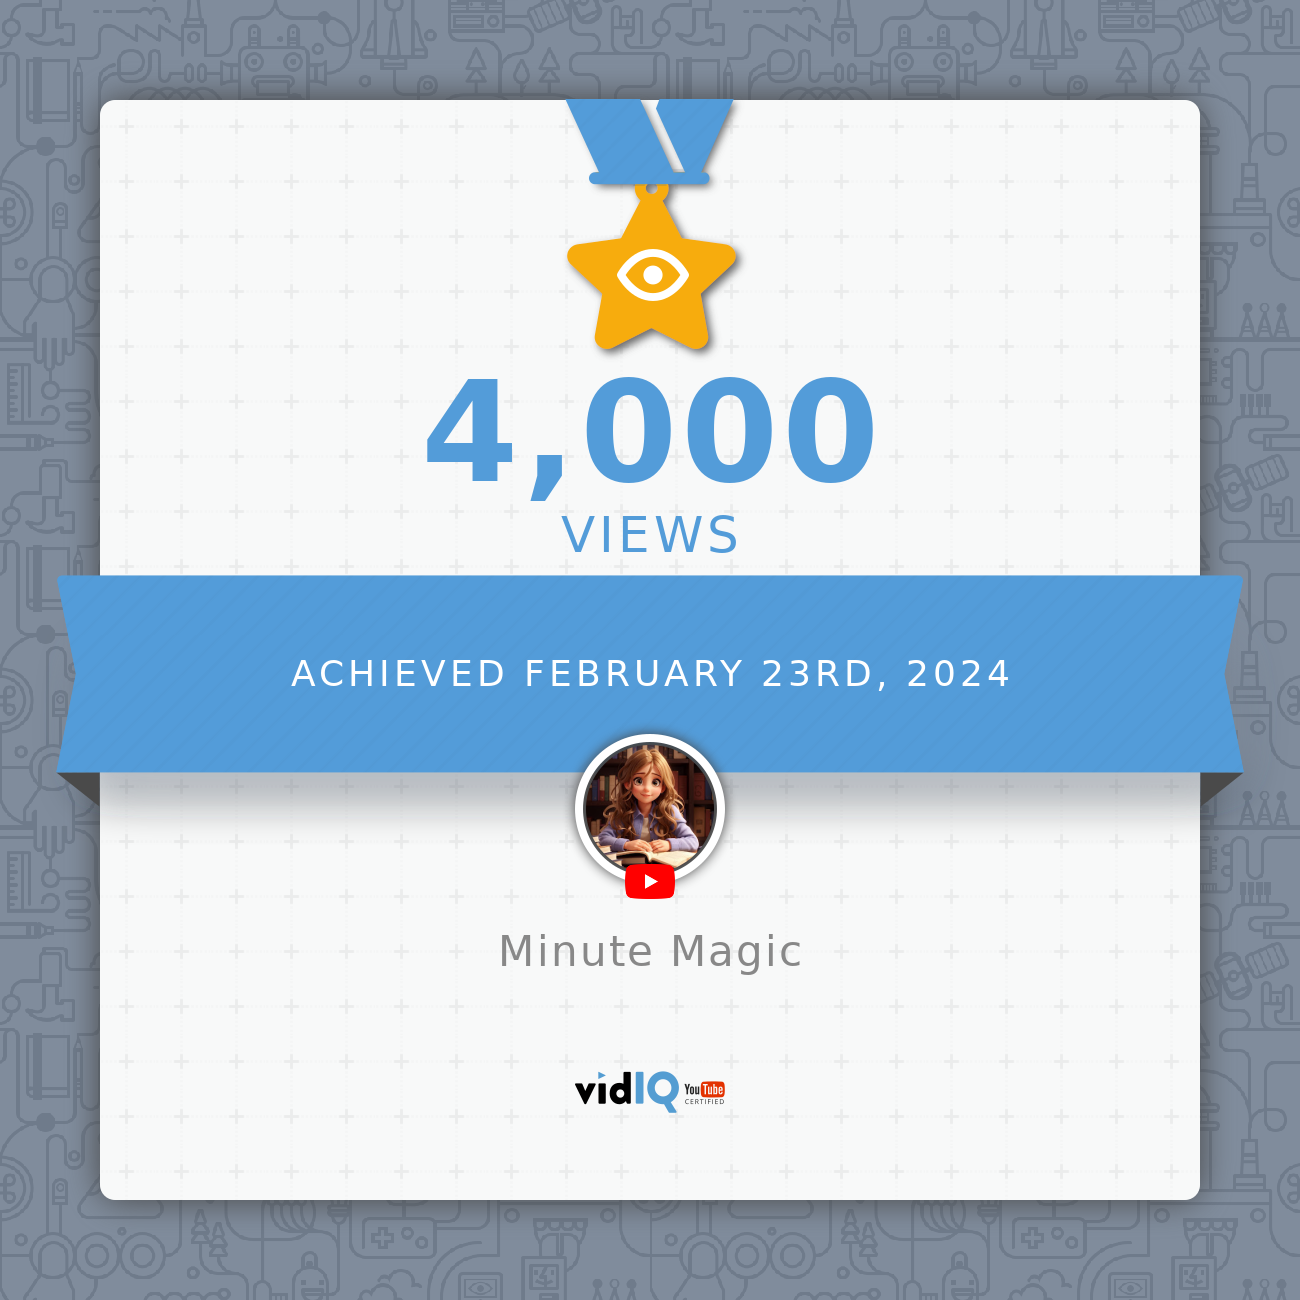 4,000
VIEWS
ACHIEVED FEBRUARY 23RD, 2024
Minute Magic
vidIQ YouTube
CERTIFIED